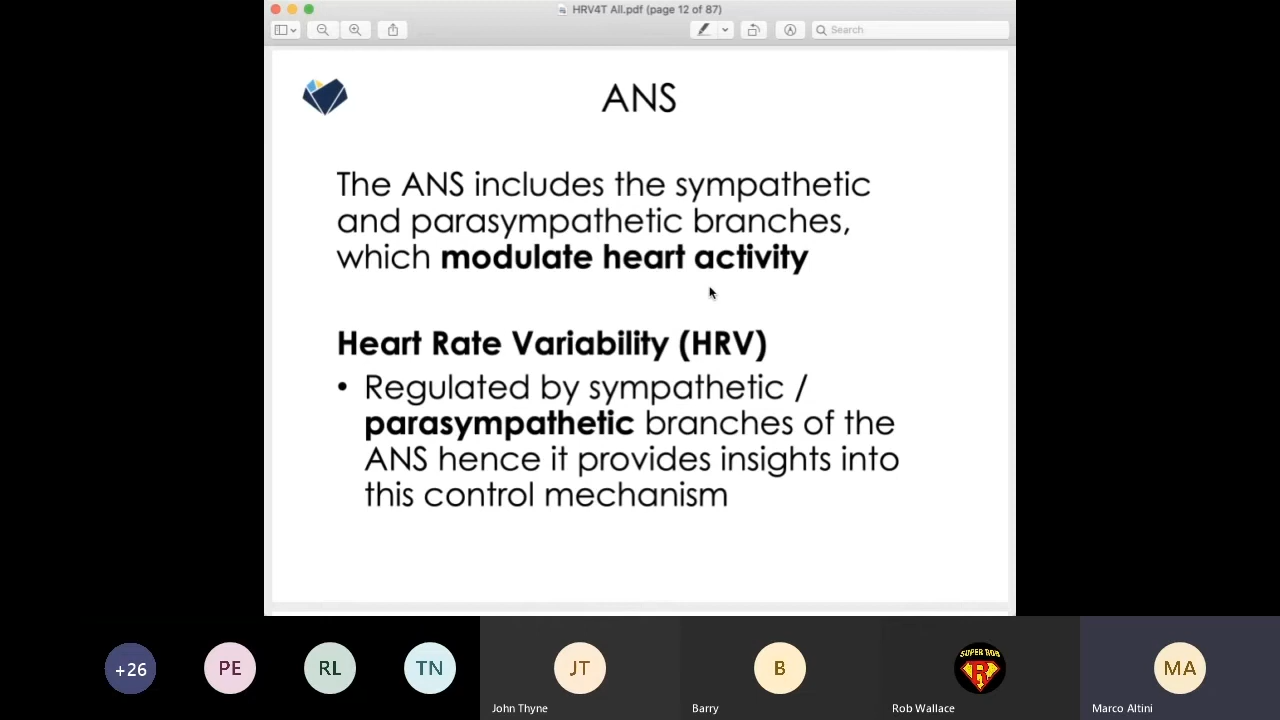 HRV4T All.pdf (page 12 of 87)
Search
ANS
The ANS includes the sympathetic
and parasympathetic branches,
which modulate heart activity
Heart Rate Variability (HRV)
• Regulated by sympathetic /
parasympathetic branches of the
ANS hence it provides insights into
this control mechanism
+26
PE
RL
TN
JT
John Thyne
B
Barry
SUPER ROB
R
Rob Wallace
MA
Marco Altini